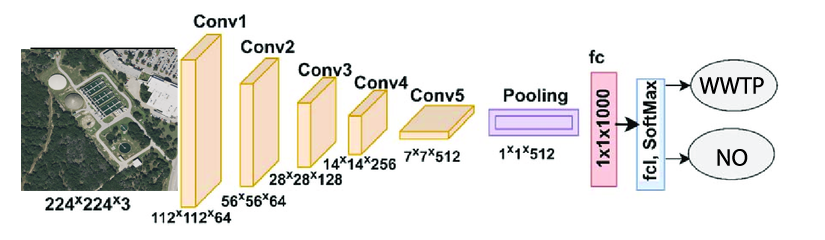 Conv1
Conv2
Conv3
Conv4
Conv5
Pooling
fc
1x1x1000
fcl, SoftMax
WWTP
NO
224x224x3
112x112x64
56x56x64
28x28x128
14x14x256
7x7x512
1x1x512